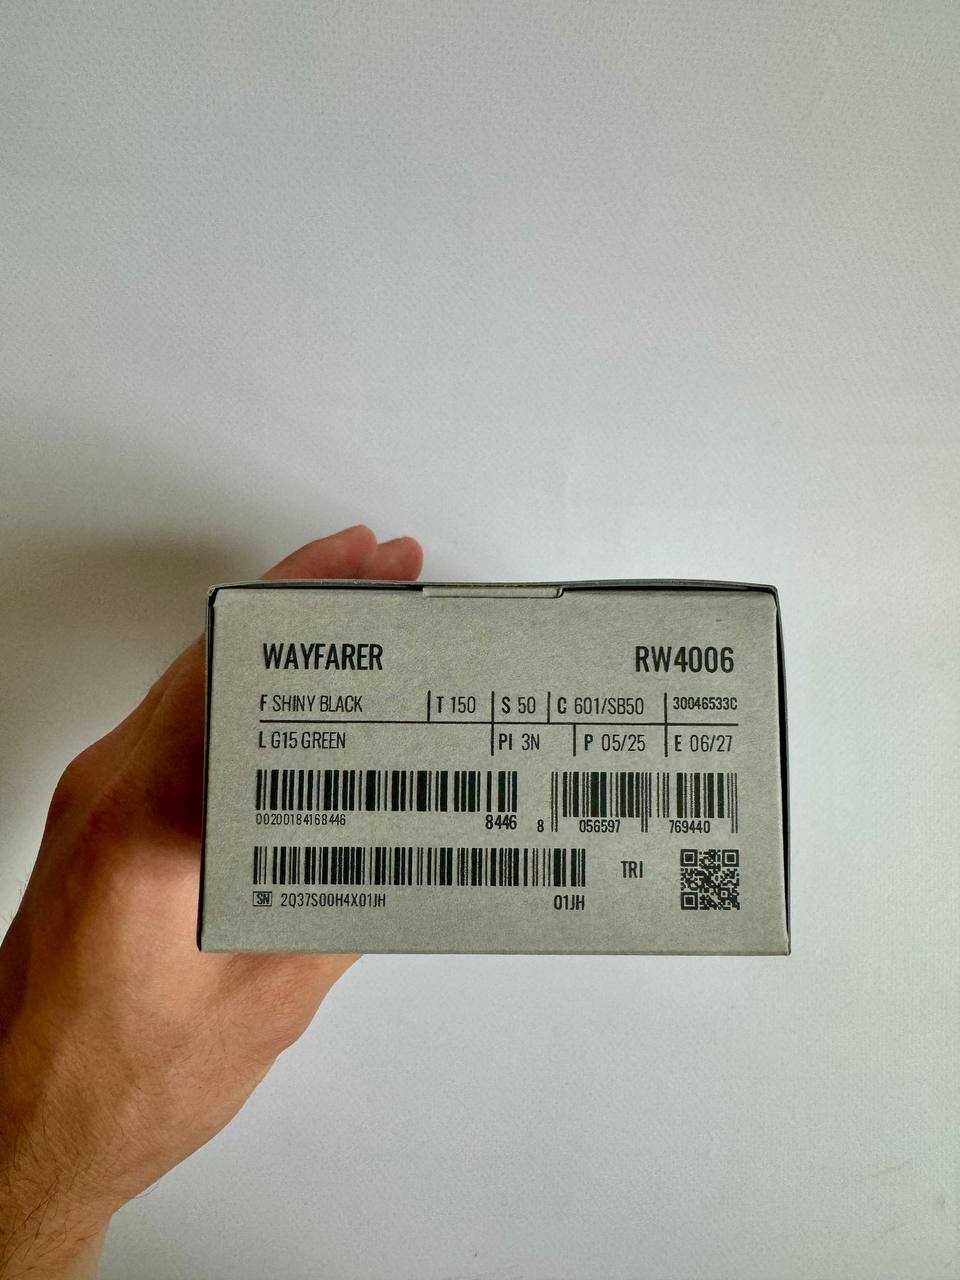 WAYFARER RW4006
F SHINY BLACK T 150 S 50 C 601/SB50 30046533C
L G15 GREEN PI 3N P 05/25 E 06/27
00200184168446 8446 8 056597 769440
TRI
SN 2Q37S00H4X01JH 01JH